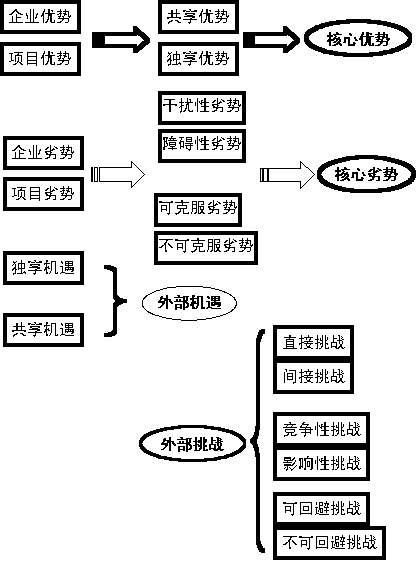 企业优势
项目优势
共享优势
独享优势
核心优势
干扰性劣势
障碍性劣势
企业劣势
项目劣势
核心劣势
可克服劣势
不可克服劣势
独享机遇
共享机遇
外部机遇
直接挑战
间接挑战
外部挑战
竞争性挑战
影响性挑战
可回避挑战
不可回避挑战